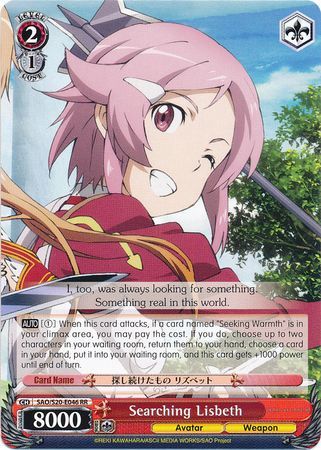 LEVEL
2
1
COST
I, too, was always looking for something.
Something real in this world.
AUTO [①] When this card attacks, if a card named "Seeking Warmth" is in
your climax area, you may pay the cost. If you do, choose up to two
characters in your waiting room, return them to your hand, choose a card
in your hand, put it into your waiting room, and this card gets +1000 power
until end of turn.
Card Name
探し続けたもの リズベット
CH
SAO/S20-E046 RR
8000
Searching Lisbeth
Avatar
Weapon
©REKI KAWAHARA/ASCII MEDIA WORKS/SAO Project